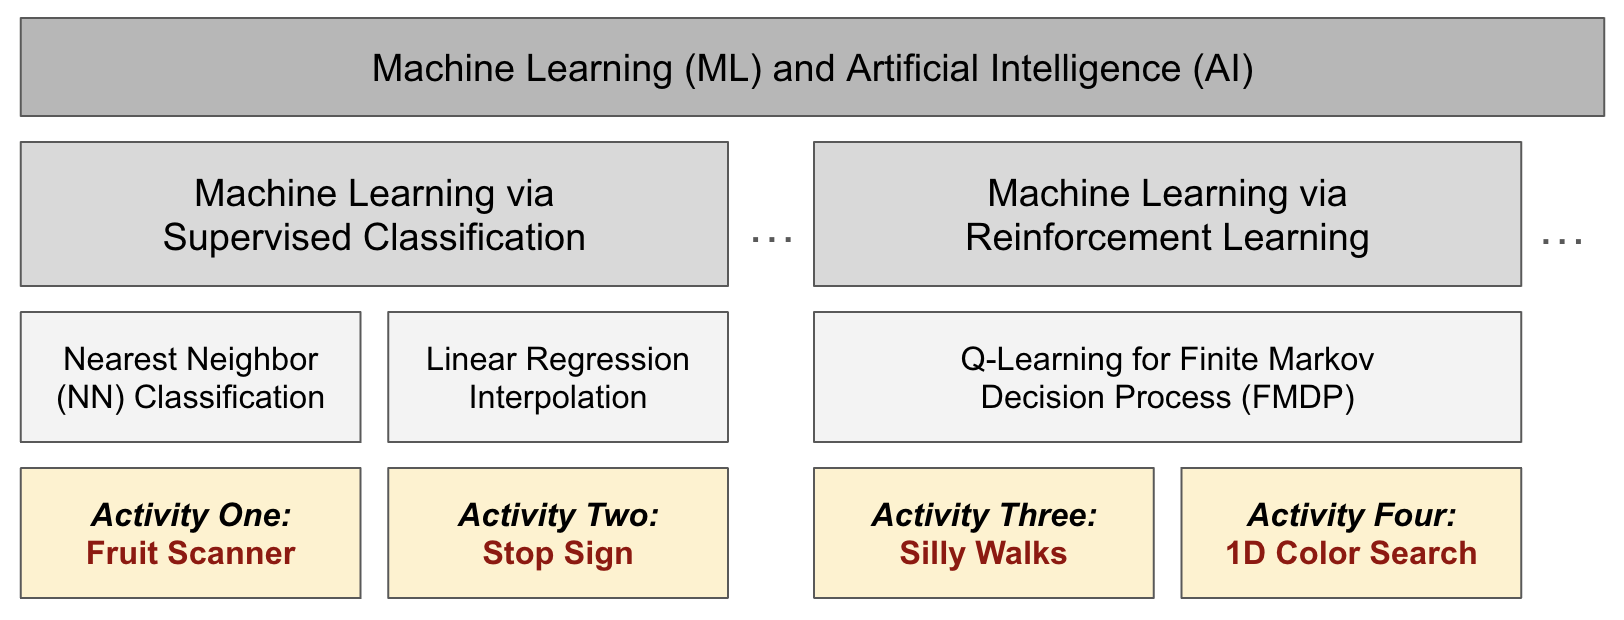 Machine Learning (ML) and Artificial Intelligence (AI)
Machine Learning via
Supervised Classification
...
Machine Learning via
Reinforcement Learning
...
Nearest Neighbor
(NN) Classification
Linear Regression
Interpolation
Q-Learning for Finite Markov
Decision Process (FMDP)
Activity One:
Fruit Scanner
Activity Two:
Stop Sign
Activity Three:
Silly Walks
Activity Four:
1D Color Search